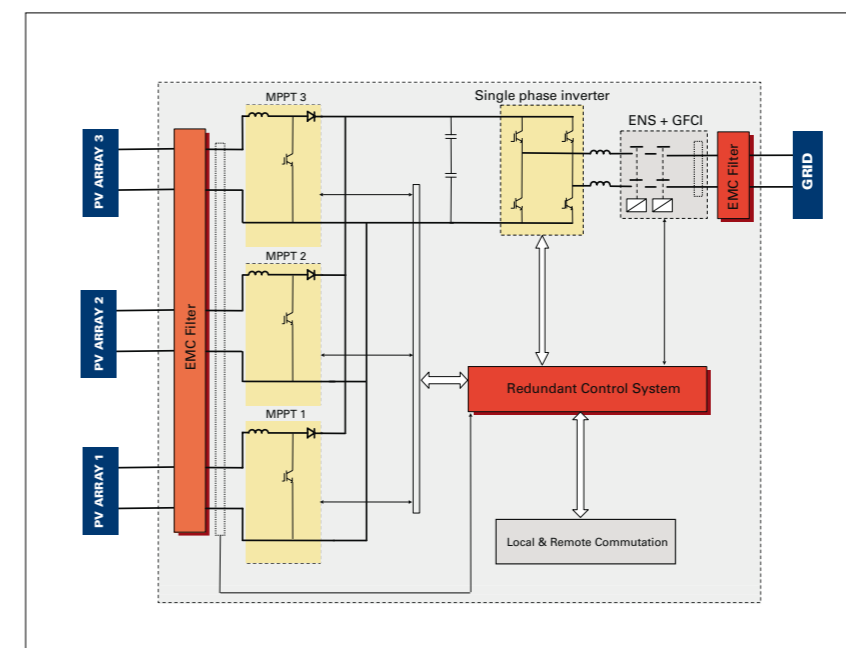 MPPT 3
Single phase inverter
ENS + GFCI
PV ARRAY 3
EMC Filter
GRID
MPPT 2
PV ARRAY 2
EMC Filter
Redundant Control System
MPPT 1
PV ARRAY 1
Local & Remote Commutation